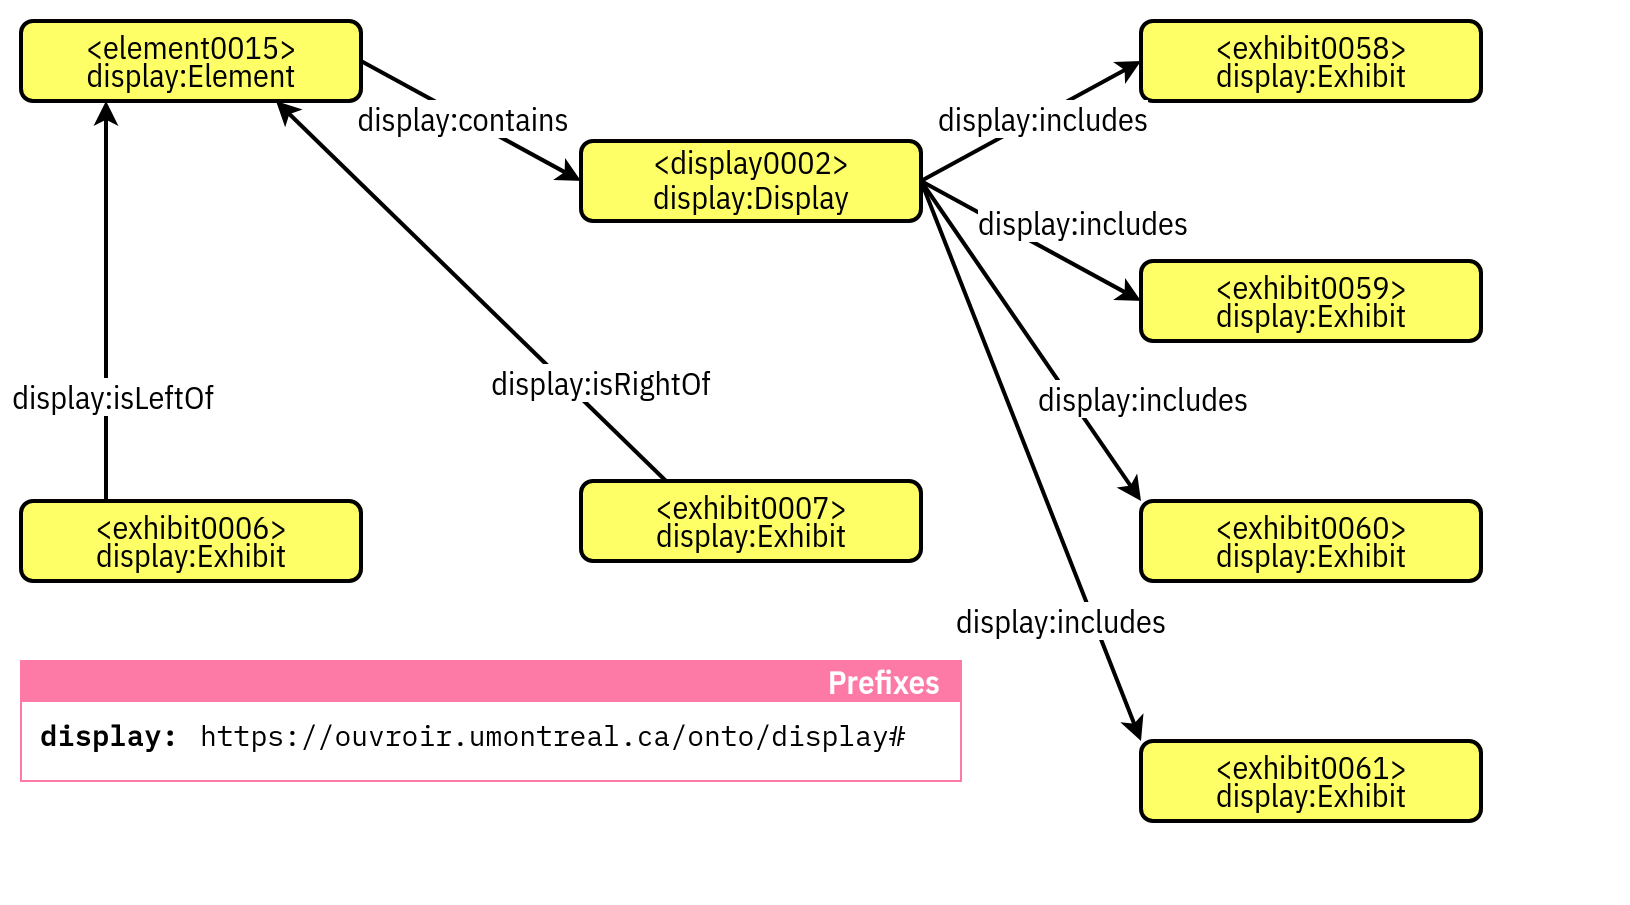 <element0015>
display:Element
display:contains
<display0002>
display:Display
display:includes
<exhibit0058>
display:Exhibit
display:includes
<exhibit0059>
display:Exhibit
display:includes
<exhibit0060>
display:Exhibit
display:includes
<exhibit0061>
display:Exhibit
display:isLeftOf
display:isRightOf
<exhibit0006>
display:Exhibit
<exhibit0007>
display:Exhibit
Prefixes
display: https://ouvroir.umontreal.ca/onto/display#